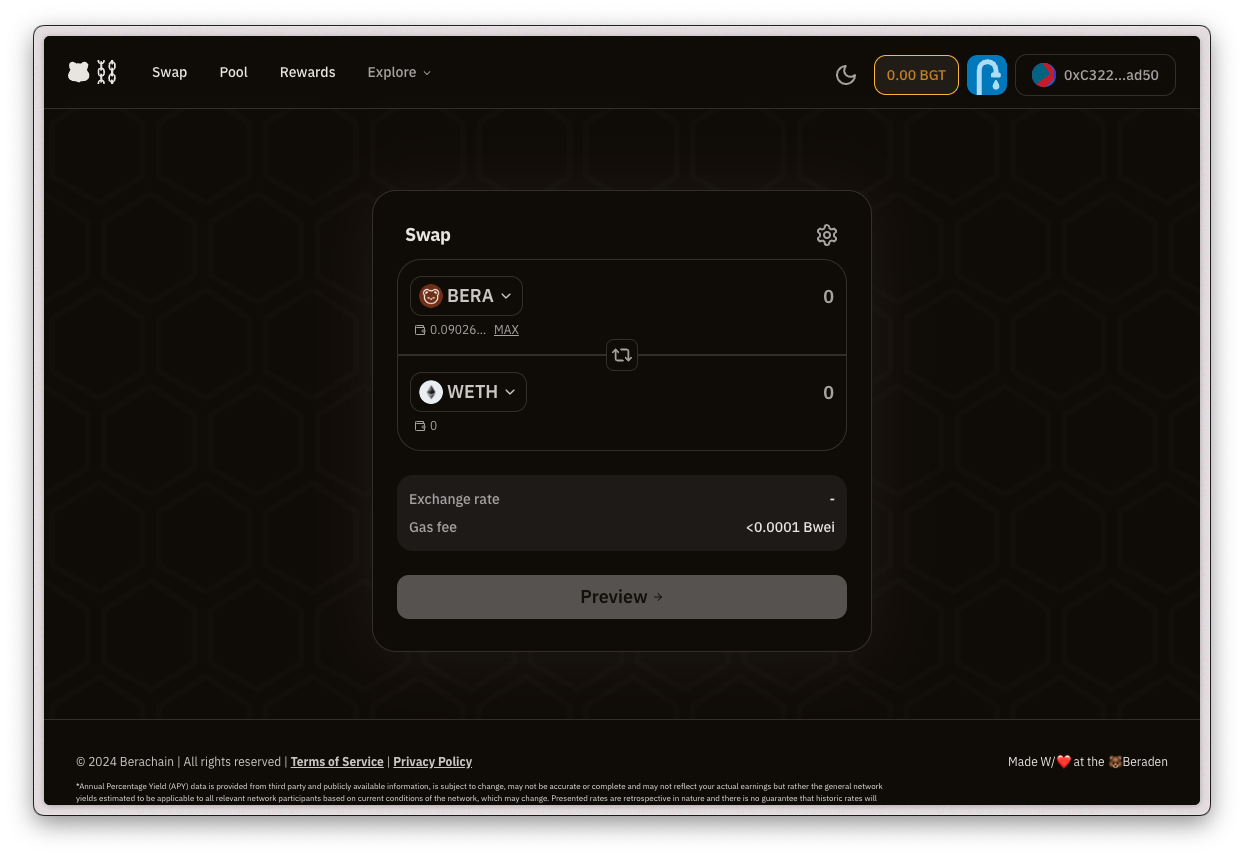 Swap Pool Rewards Explore 0.00 BGT 0xC322...ad50
Swap
BERA 0
0.09026... MAX
WETH 0
0
Exchange rate -
Gas fee <0.0001 Bwei
Preview →
© 2024 Berachain | All rights reserved | Terms of Service | Privacy Policy Made W/❤️at the 🐻Beraden
*Annual Percentage Yield (APY) data is provided from third party and publicly available information, is subject to change, may not be accurate or complete and may not reflect your actual earnings but rather the general network
yields estimated to be applicable to all relevant network participants based on current conditions of the network, which may change. Presented rates are retrospective in nature and there is no guarantee that historic rates will